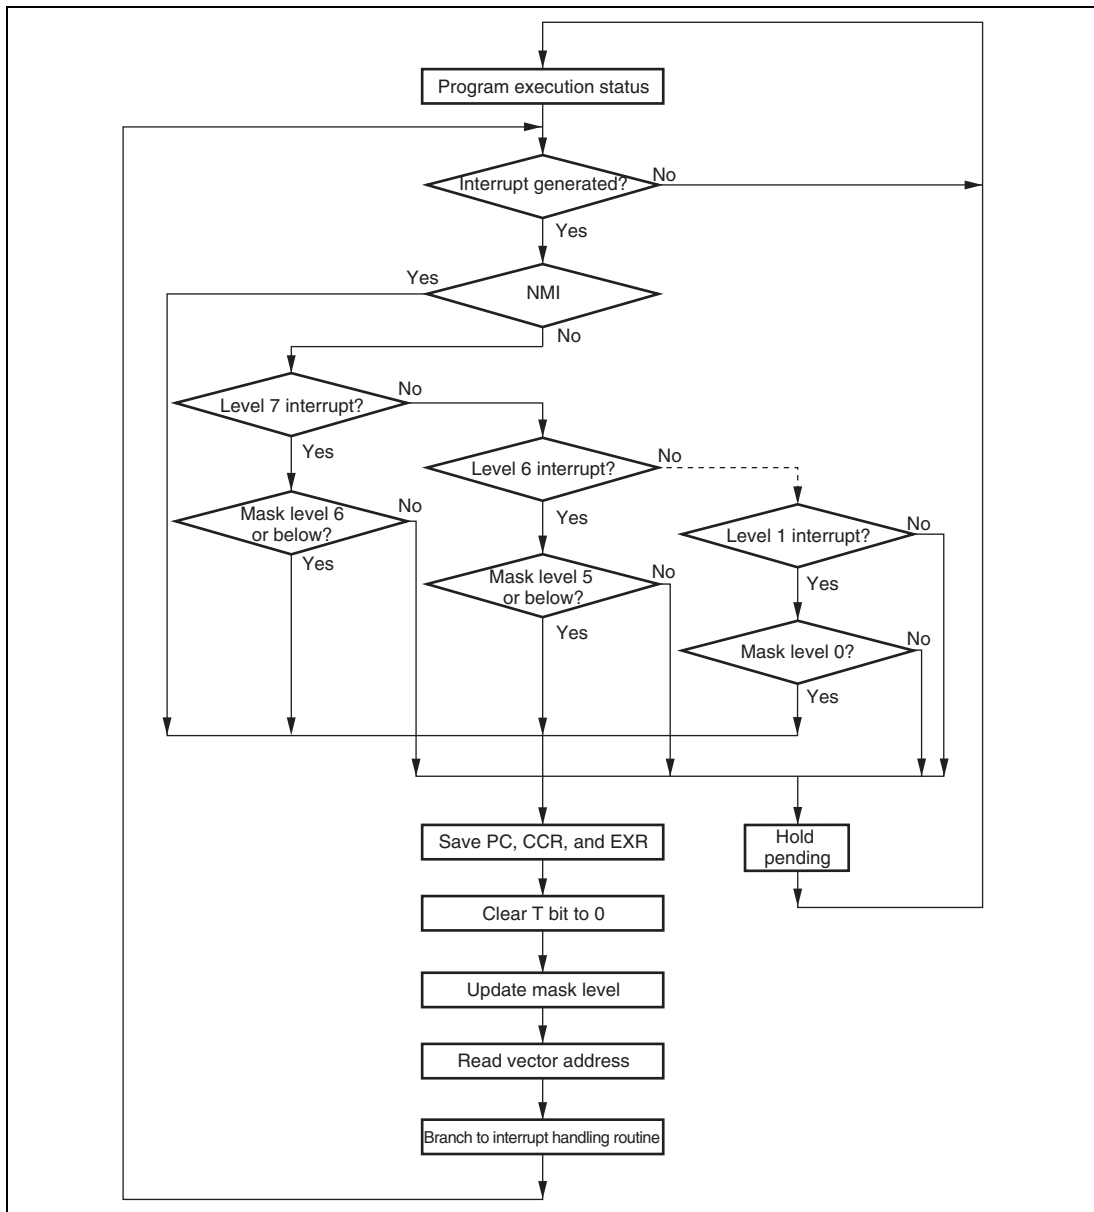 Program execution status
Interrupt generated?
No
Yes
Yes
NMI
No
Level 7 interrupt?
No
Yes
Level 6 interrupt?
No
Yes
Mask level 6
or below?
No
Yes
Level 1 interrupt?
No
Yes
Mask level 5
or below?
No
Yes
Mask level 0?
No
Yes
Save PC, CCR, and EXR
Hold
pending
Clear T bit to 0
Update mask level
Read vector address
Branch to interrupt handling routine